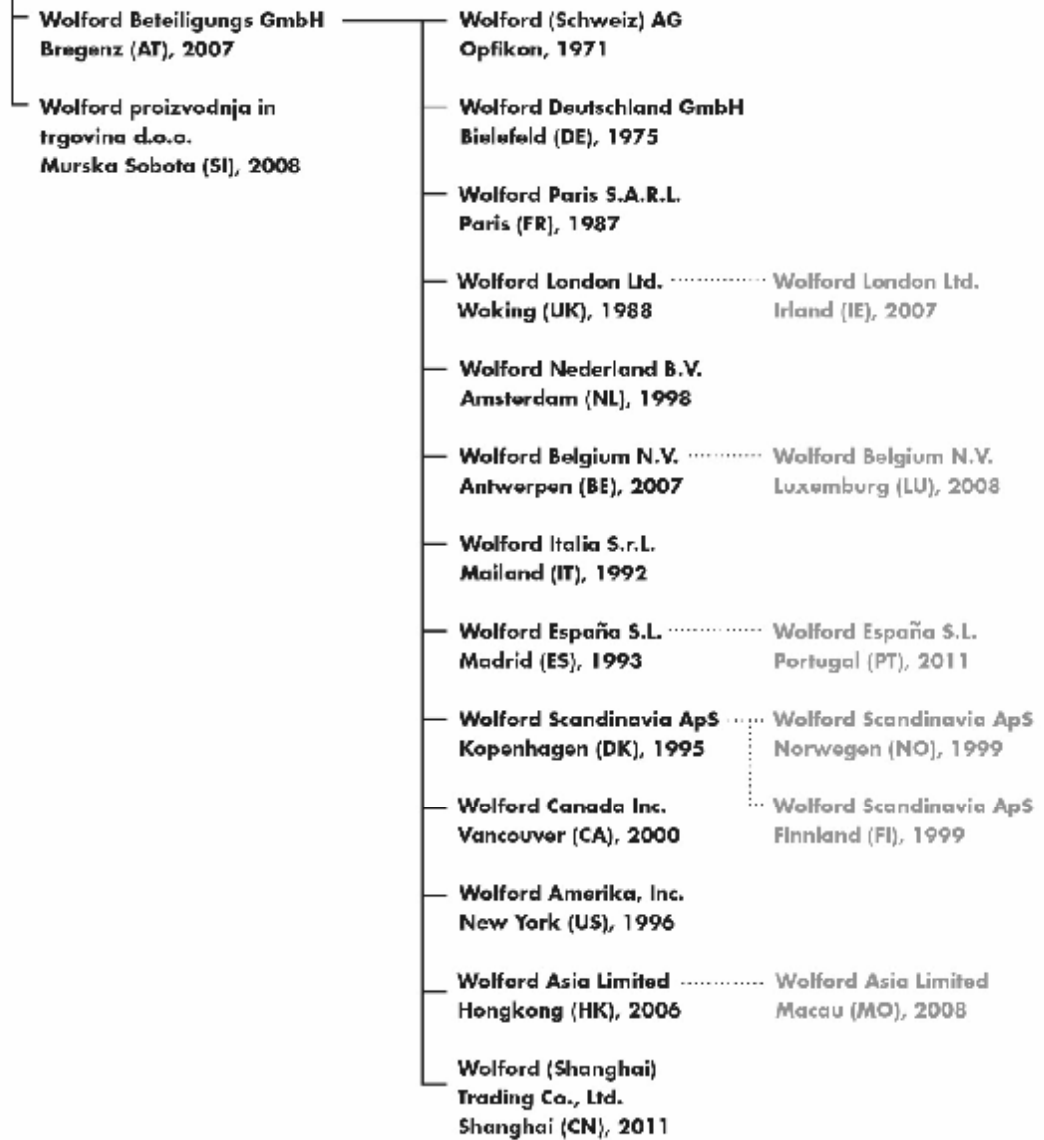 Wolford Beteiligungs GmbH
Bregenz (AT), 2007
Wolford proizvodnja in
trgovina d.o.o.
Murska Sobota (SI), 2008
Wolford (Schweiz) AG
Opfikon, 1971
Wolford Deutschland GmbH
Bielefeld (DE), 1975
Wolford Paris S.A.R.L.
Paris (FR), 1987
Wolford London Ltd.
Woking (UK), 1988
Wolford London Ltd.
Irland (IE), 2007
Wolford Nederland B.V.
Amsterdam (NL), 1998
Wolford Belgium N.V.
Antwerpen (BE), 2007
Wolford Belgium N.V.
Luxemburg (LU), 2008
Wolford Italia S.r.L.
Mailand (IT), 1992
Wolford España S.L.
Madrid (ES), 1993
Wolford España S.L.
Portugal (PT), 2011
Wolford Scandinavia ApS
Kopenhagen (DK), 1995
Wolford Scandinavia ApS
Norwegen (NO), 1999
Wolford Scandinavia ApS
Finnland (FI), 1999
Wolford Canada Inc.
Vancouver (CA), 2000
Wolford Amerika, Inc.
New York (US), 1996
Wolford Asia Limited
Hongkong (HK), 2006
Wolford Asia Limited
Macau (MO), 2008
Wolford (Shanghai)
Trading Co., Ltd.
Shanghai (CN), 2011